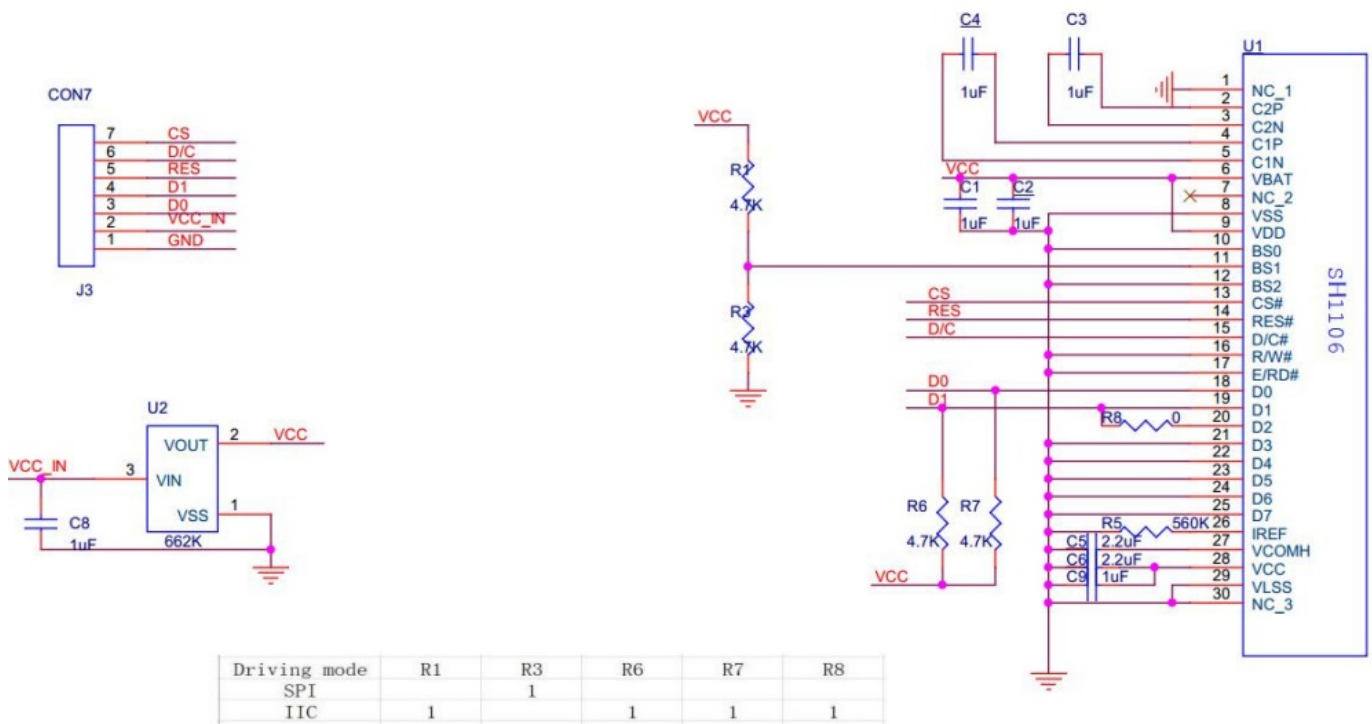 CON7
7 CS
6 D/C
5 RES
4 D1
3 D0
2 VCC_IN
1 GND
J3
U2
VCC_IN
3 VIN
VOUT 2 VCC
VSS 1
662K
C8
1uF
VCC
R1
4.7K
R3
4.7K
C4
1uF
C3
1uF
VCC
C1
1uF
C2
1uF
CS
RES
D/C
D0
D1
R8 0
R6
4.7K
R7
4.7K
VCC
R5 560K
C5 2.2uF
C6 2.2uF
C9 1uF
U1
SH1106
1 NC_1
2 C2P
3 C2N
4 C1P
5 C1N
6 VBAT
7 NC_2
8 VSS
9 VDD
10 BS0
11 BS1
12 BS2
13 CS#
14 RES#
15 D/C#
16 R/W#
17 E/RD#
18 D0
19 D1
20 D2
21 D3
22 D4
23 D5
24 D6
25 D7
26 IREF
27 VCOMH
28 VCC
29 VLSS
30 NC_3
Driving mode R1 R3 R6 R7 R8
SPI 1
IIC 1 1 1 1